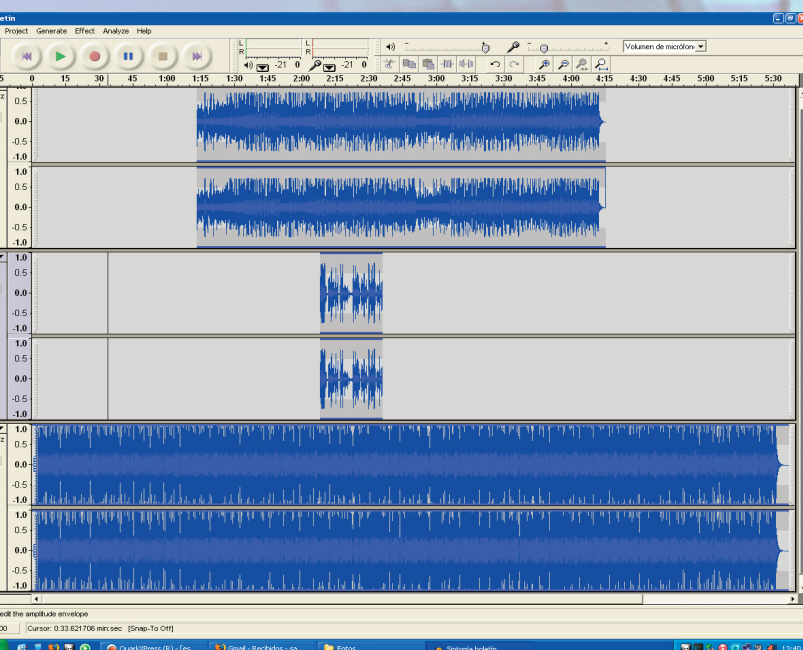 etín
Project Generate Effect Analyze Help
L
R
-21 0
L
R
-21 0
Volumen de micrófon
0 15 30 45 1:00 1:15 1:30 1:45 2:00 2:15 2:30 2:45 3:00 3:15 3:30 3:45 4:00 4:15 4:30 4:45 5:00 5:15 5:30
0.5
0.0
-0.5
-1.0
1.0
0.5
0.0
-0.5
-1.0
1.0
0.5
0.0
-0.5
-1.0
1.0
0.5
0.0
-0.5
-1.0
1.0
0.5
0.0
-0.5
-1.0
1.0
0.5
0.0
-0.5
-1.0
edit the amplitude envelope
Cursor: 0:33.621706 min:sec [Snap-To Off]
QuarkXPress (R) - [es Gmail - Recibidos - sa Fotos Sintonía boletín 13:40